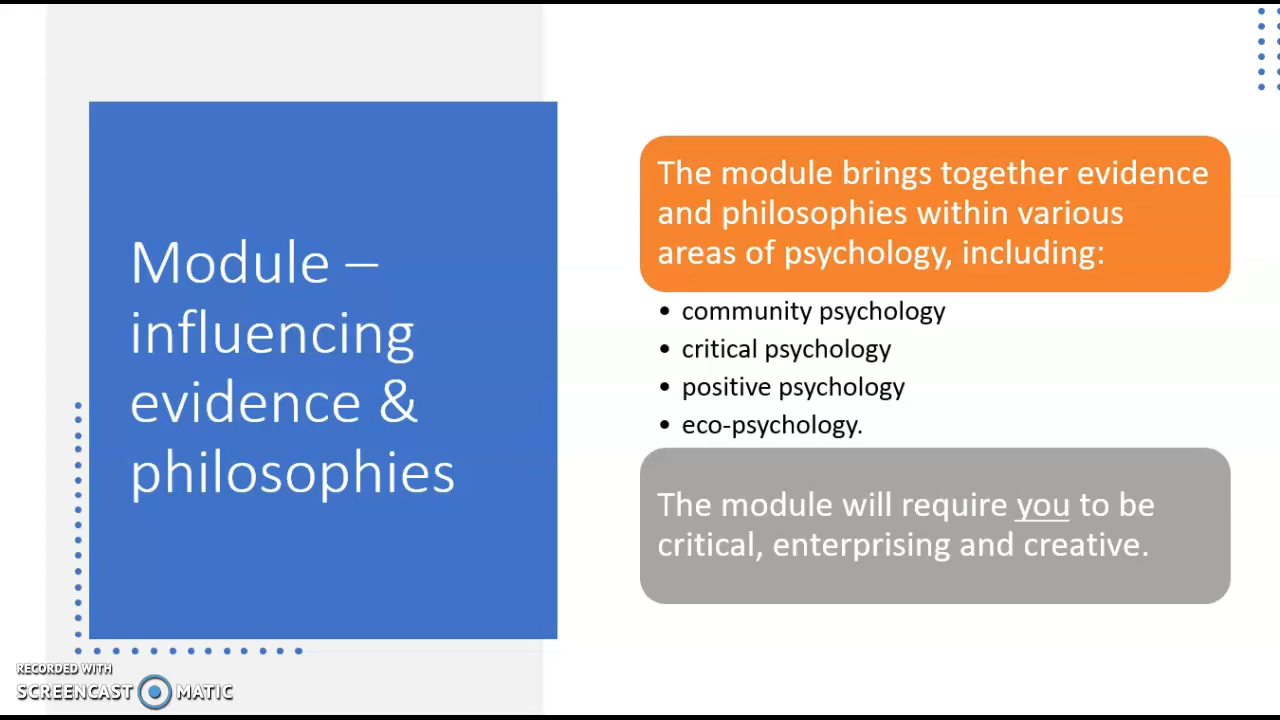 Module –
influencing
evidence &
philosophies
The module brings together evidence
and philosophies within various
areas of psychology, including:
• community psychology
• critical psychology
• positive psychology
• eco-psychology.
The module will require you to be
critical, enterprising and creative.
RECORDED WITH
SCREENCAST MATIC